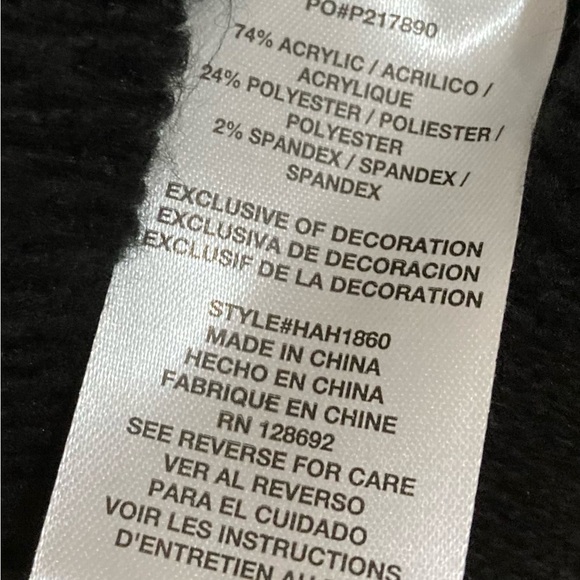 PO#P217890
74% ACRYLIC / ACRILICO /
ACRYLIQUE
24% POLYESTER / POLIESTER /
POLYESTER
2% SPANDEX / SPANDEX /
SPANDEX
EXCLUSIVE OF DECORATION
EXCLUSIVA DE DECORACION
EXCLUSIF DE LA DECORATION
STYLE#HAH1860
MADE IN CHINA
HECHO EN CHINA
FABRIQUE EN CHINE
RN 128692
SEE REVERSE FOR CARE
VER AL REVERSO
PARA EL CUIDADO
VOIR LES INSTRUCTIONS
D'ENTRETIEN AU